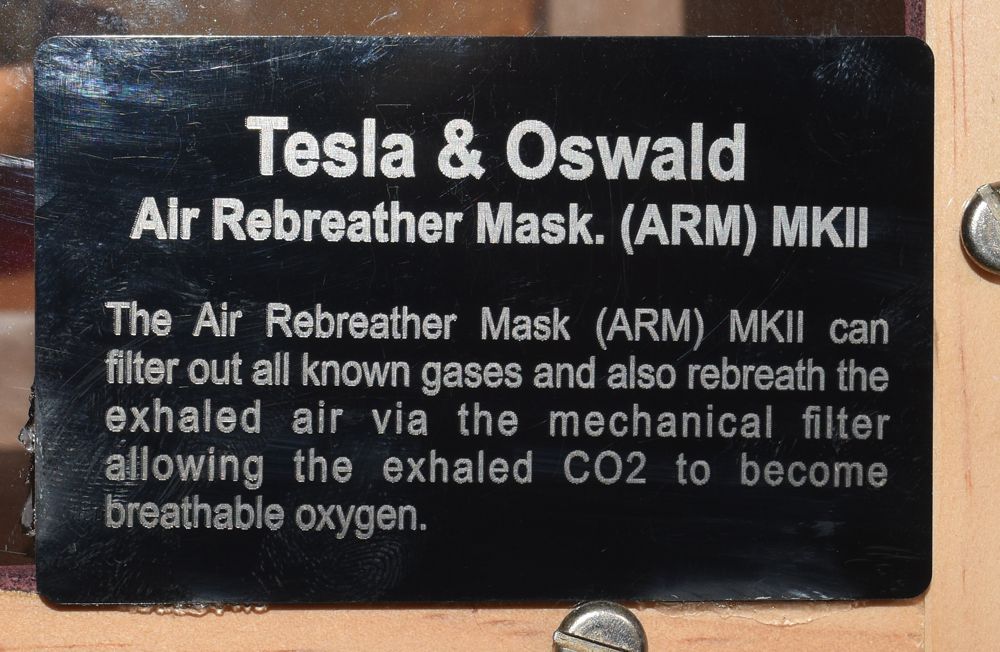 Tesla & Oswald
Air Rebreather Mask. (ARM) MKII
The Air Rebreather Mask (ARM) MKII can
filter out all known gases and also rebreath the
exhaled air via the mechanical filter
allowing the exhaled CO2 to become
breathable oxygen.